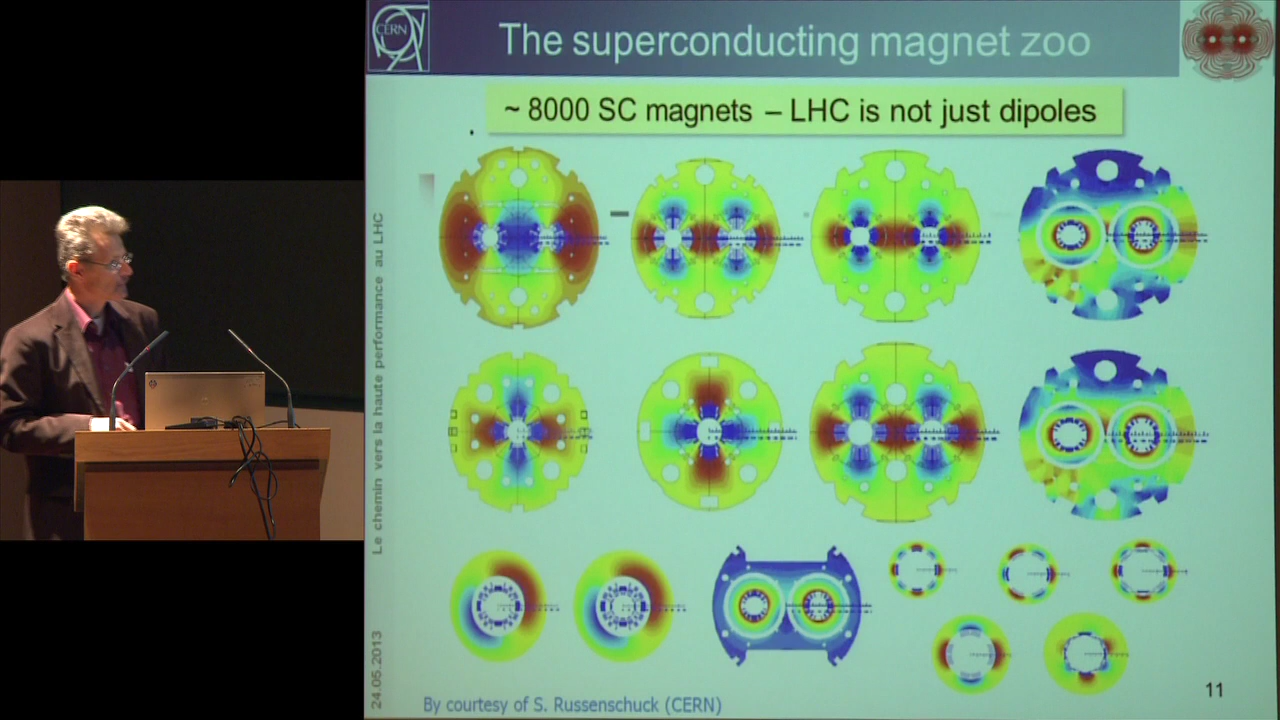 CERN
The superconducting magnet zoo
~ 8000 SC magnets – LHC is not just dipoles
Le chemin vers la haute performance au LHC
24.05.2013
By courtesy of S. Russenschuck (CERN)
11